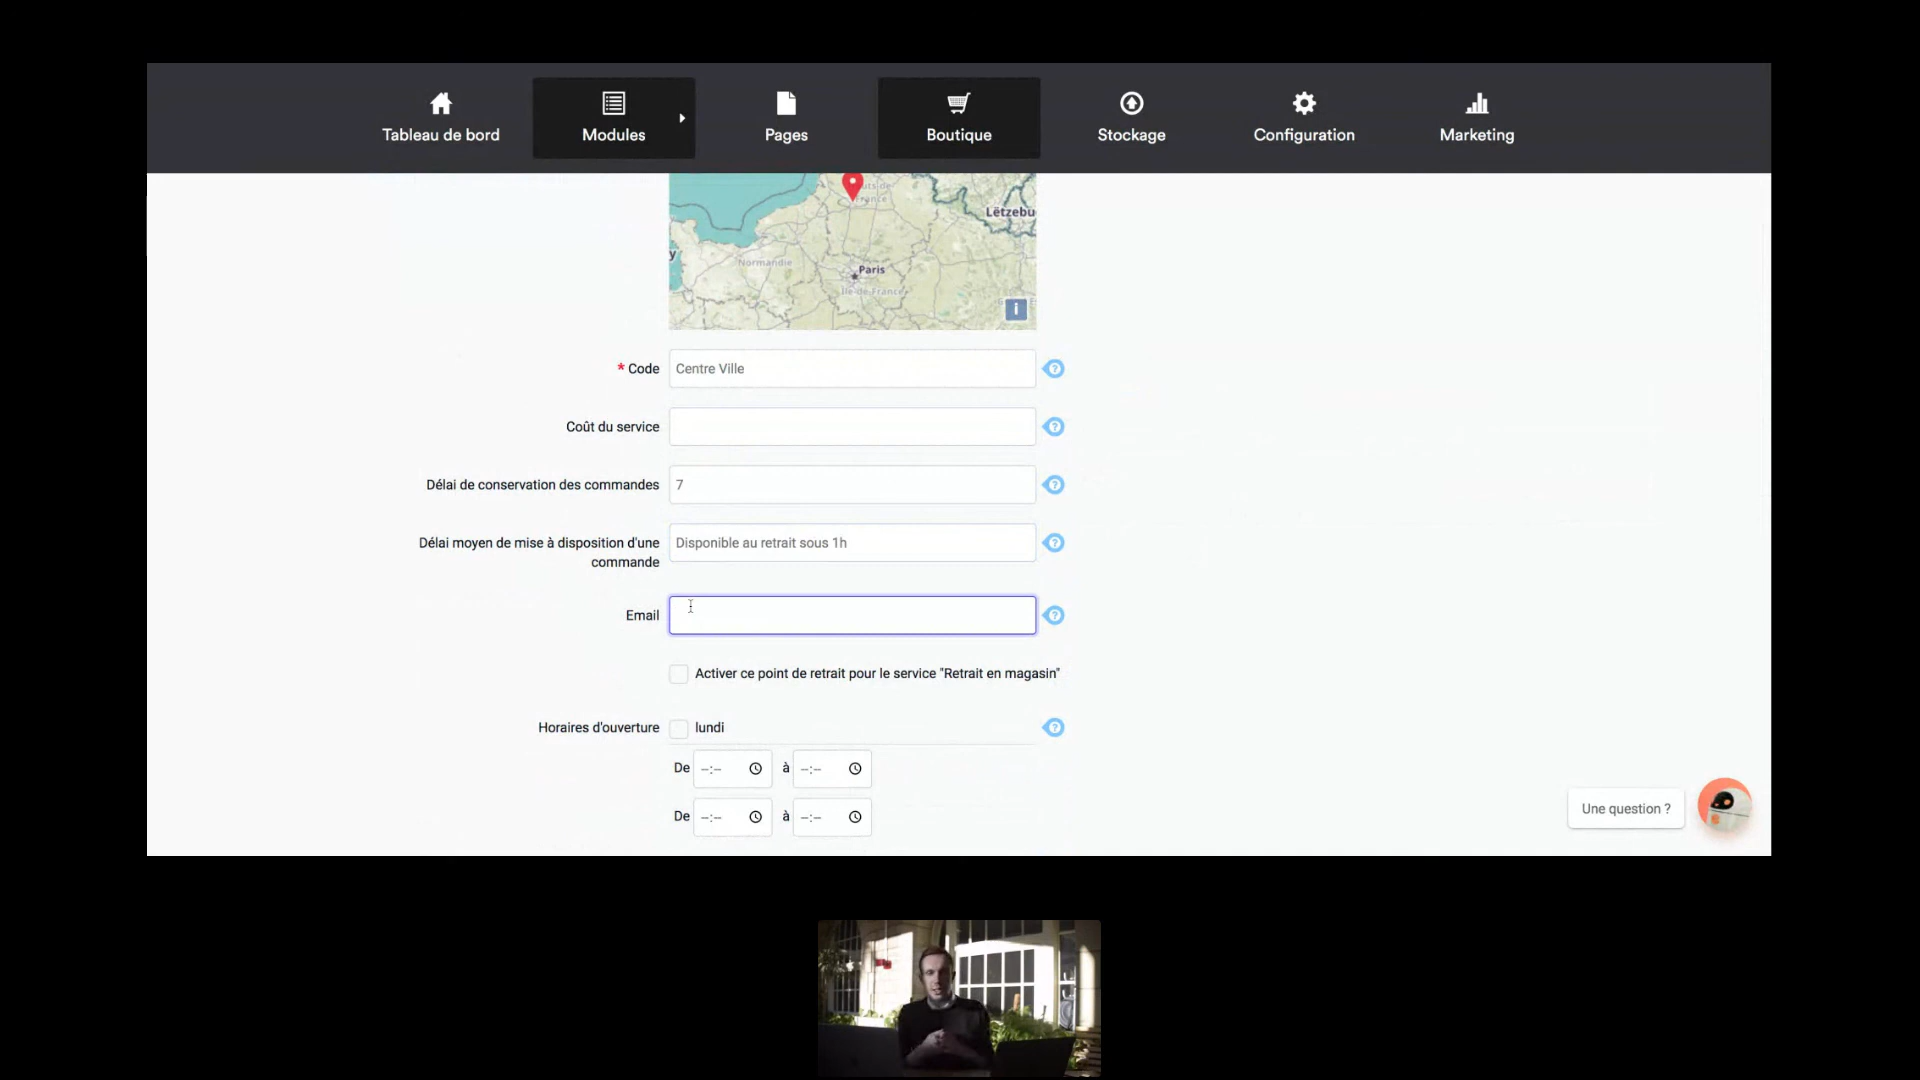 Tableau de bord
Modules
Pages
Boutique
Stockage
Configuration
Marketing
Lëtzebu
Normandie
Paris
Île-de-France
i
* Code
Centre Ville
?
Coût du service
?
Délai de conservation des commandes
7
?
Délai moyen de mise à disposition d'une
commande
Disponible au retrait sous 1h
?
Email
?
Activer ce point de retrait pour le service "Retrait en magasin"
Horaires d'ouverture
lundi
?
De --:-- à --:--
De --:-- à --:--
Une question ?